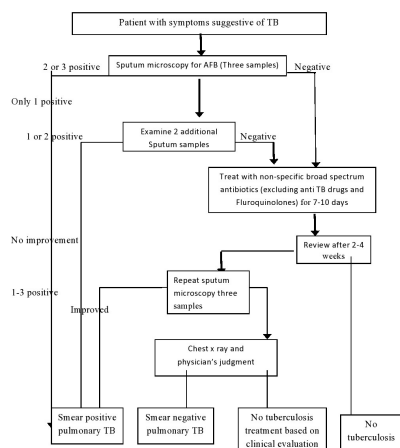 Patient with symptoms suggestive of TB
2 or 3 positive
Sputum microscopy for AFB (Three samples)
Negative
Only 1 positive
1 or 2 positive
Examine 2 additional
Sputum samples
Negative
Treat with non-specific broad spectrum
antibiotics (excluding anti TB drugs and
Fluroquinolones) for 7-10 days
No improvement
Review after 2-4
weeks
1-3 positive
Improved
Repeat sputum
microscopy three
samples
Chest x ray and
physician's judgment
Smear positive
pulmonary TB
Smear negative
pulmonary TB
No tuberculosis
treatment based on
clinical evaluation
No
tuberculosis